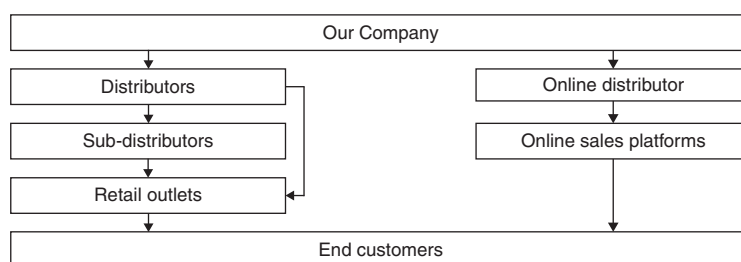 Our Company
Distributors
Online distributor
Sub-distributors
Online sales platforms
Retail outlets
End customers